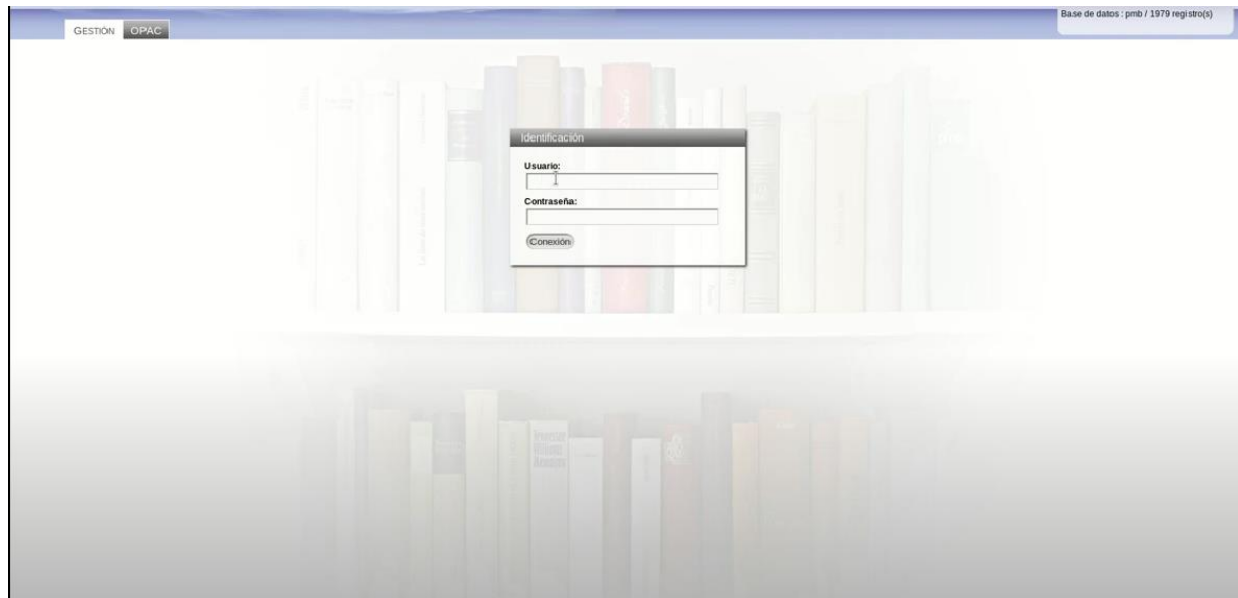 GESTIÓN OPAC
Base de datos : pmb / 1979 registro(s)
Identificación
Usuario:
Contraseña:
Conexión